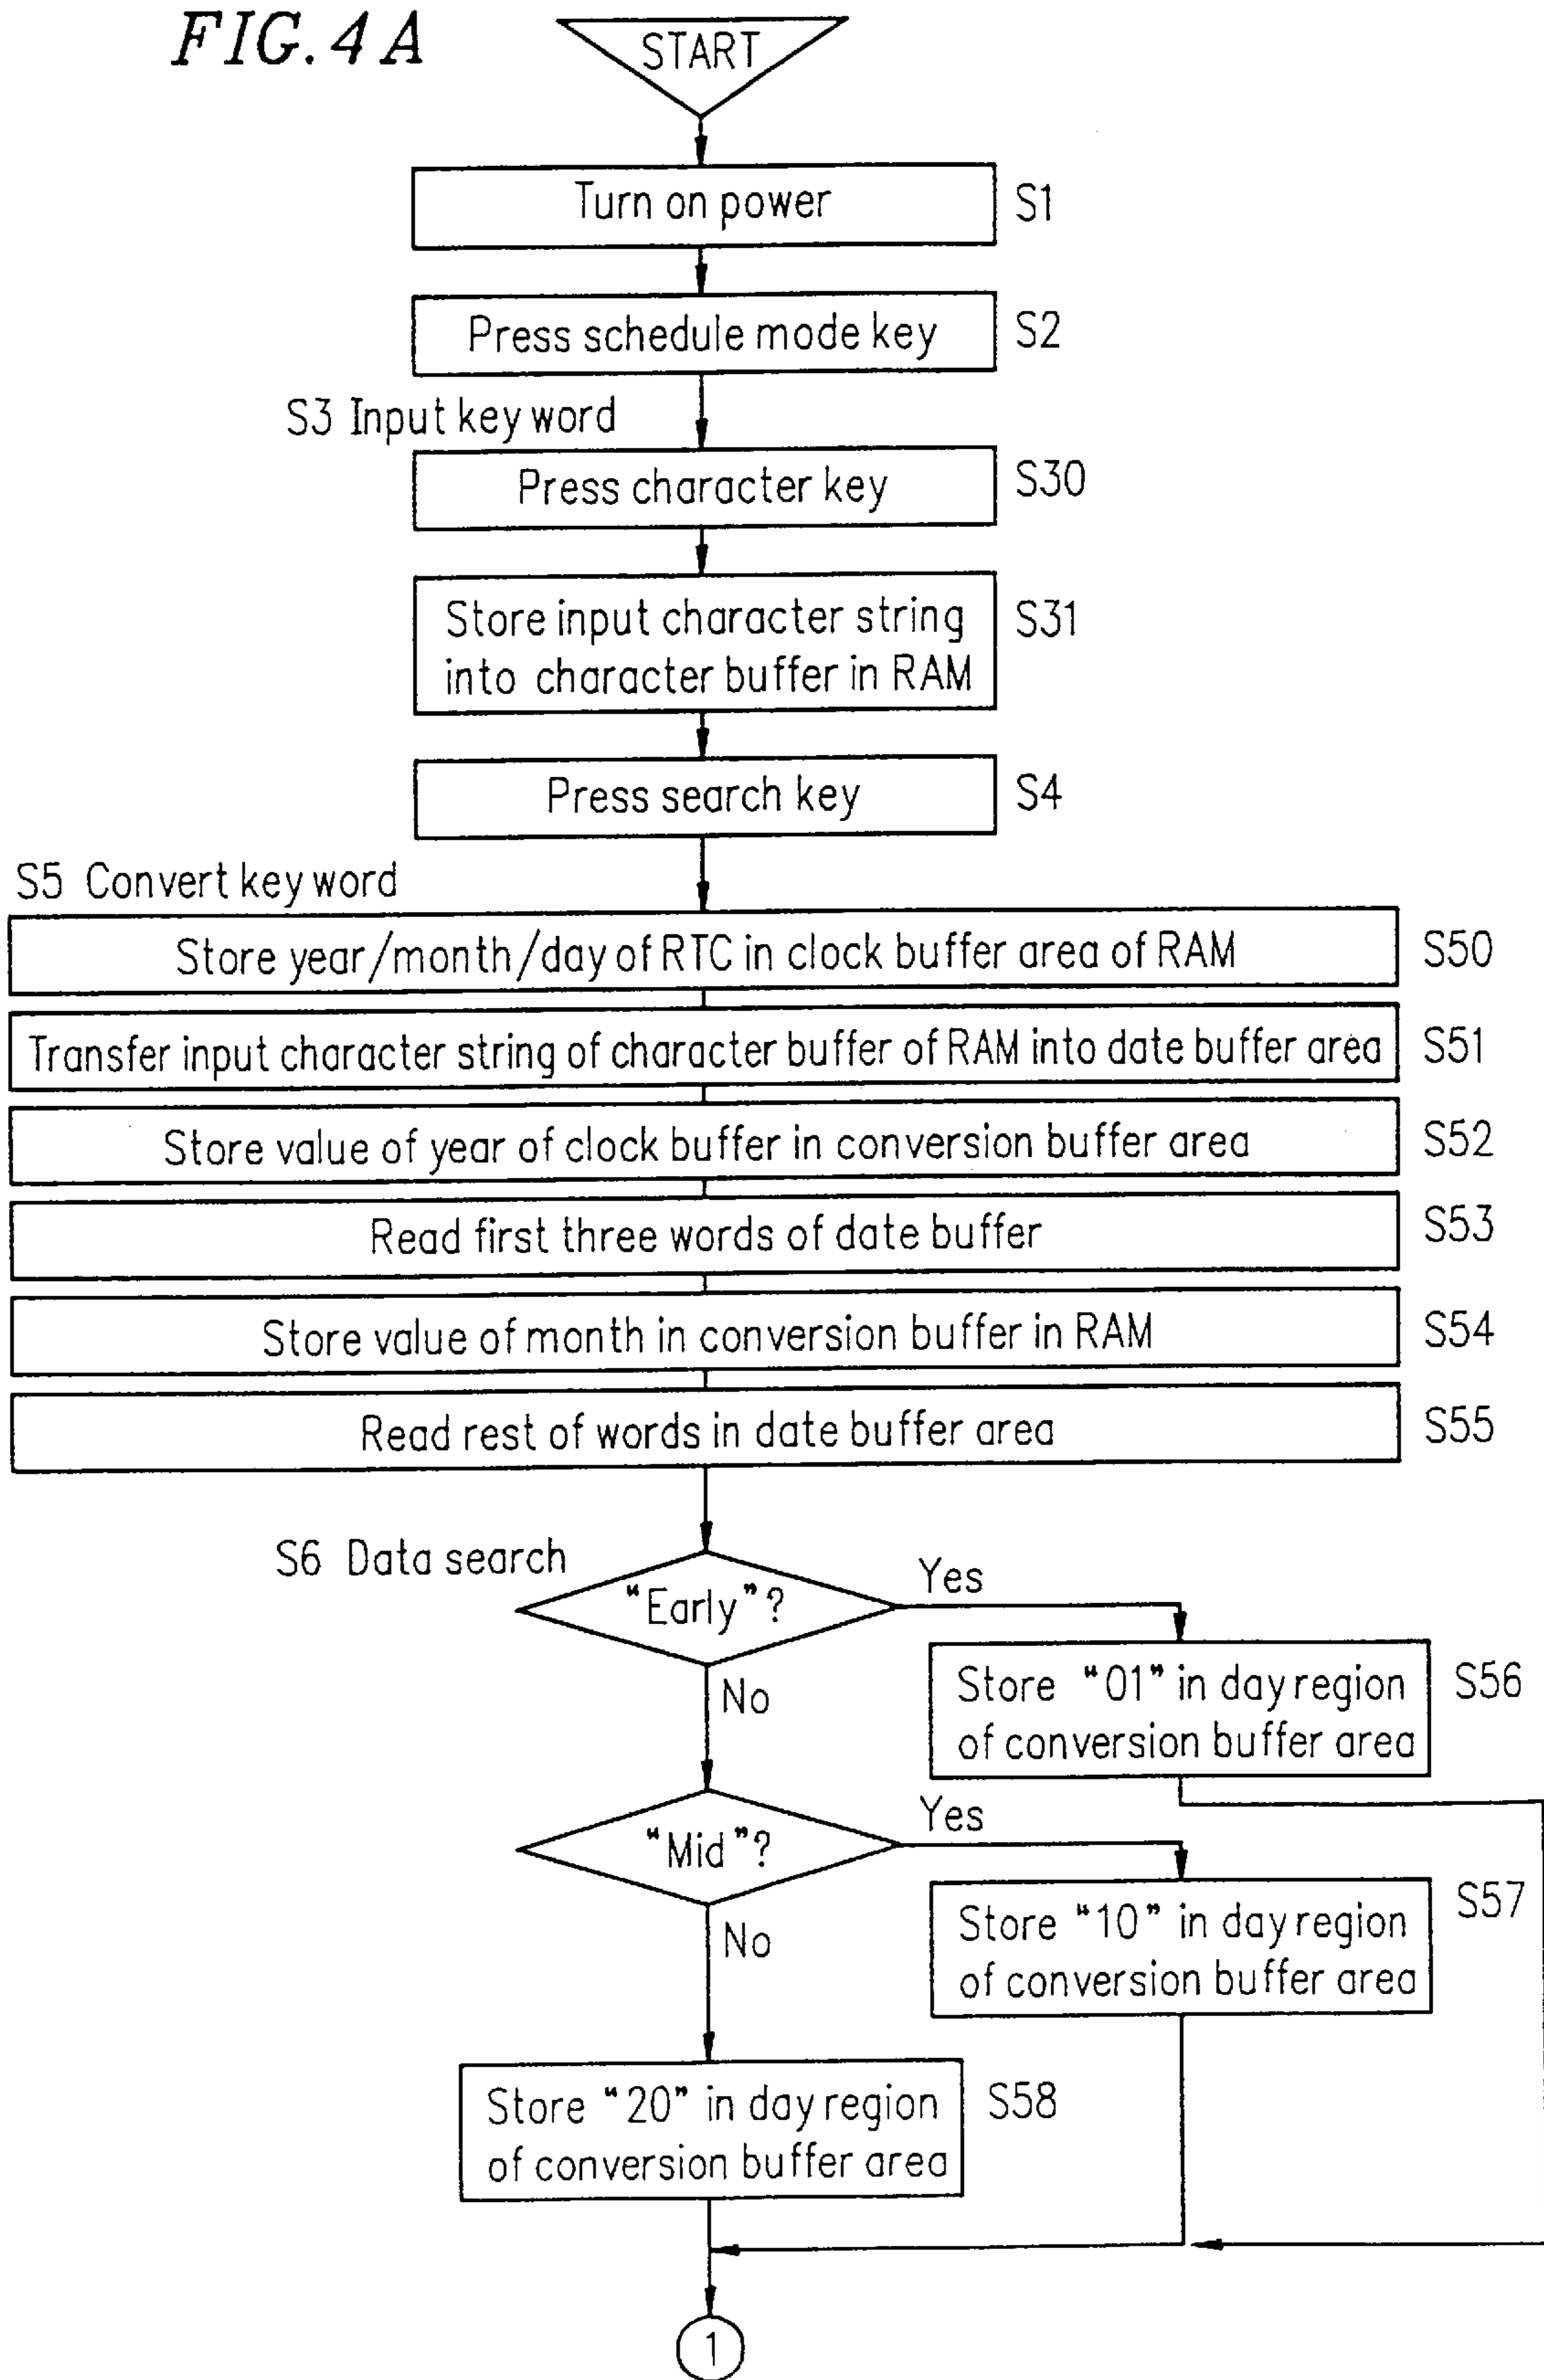 FIG. 4A
START
Turn on power
S1
Press schedule mode key
S2
S3 Input key word
Press character key
S30
Store input character string
into character buffer in RAM
S31
Press search key
S4
S5 Convert key word
Store year/month/day of RTC in clock buffer area of RAM
S50
Transfer input character string of character buffer of RAM into date buffer area
S51
Store value of year of clock buffer in conversion buffer area
S52
Read first three words of date buffer
S53
Store value of month in conversion buffer in RAM
S54
Read rest of words in date buffer area
S55
S6 Data search
"Early"?
Yes
No
Store "01" in day region
of conversion buffer area
S56
"Mid"?
Yes
No
Store "10" in day region
of conversion buffer area
S57
Store "20" in day region
of conversion buffer area
S58
1